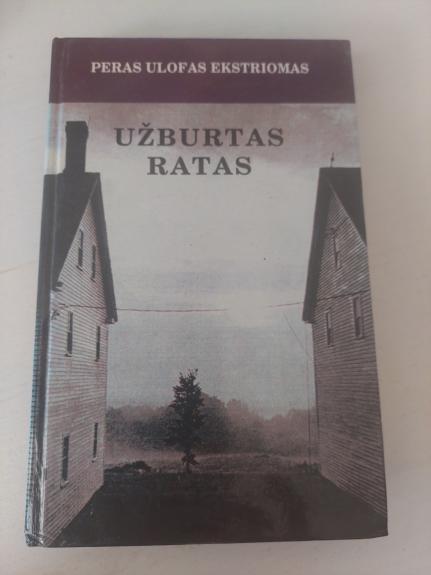 PERAS ULOFAS EKSTRIOMAS
UŽBURTAS
RATAS